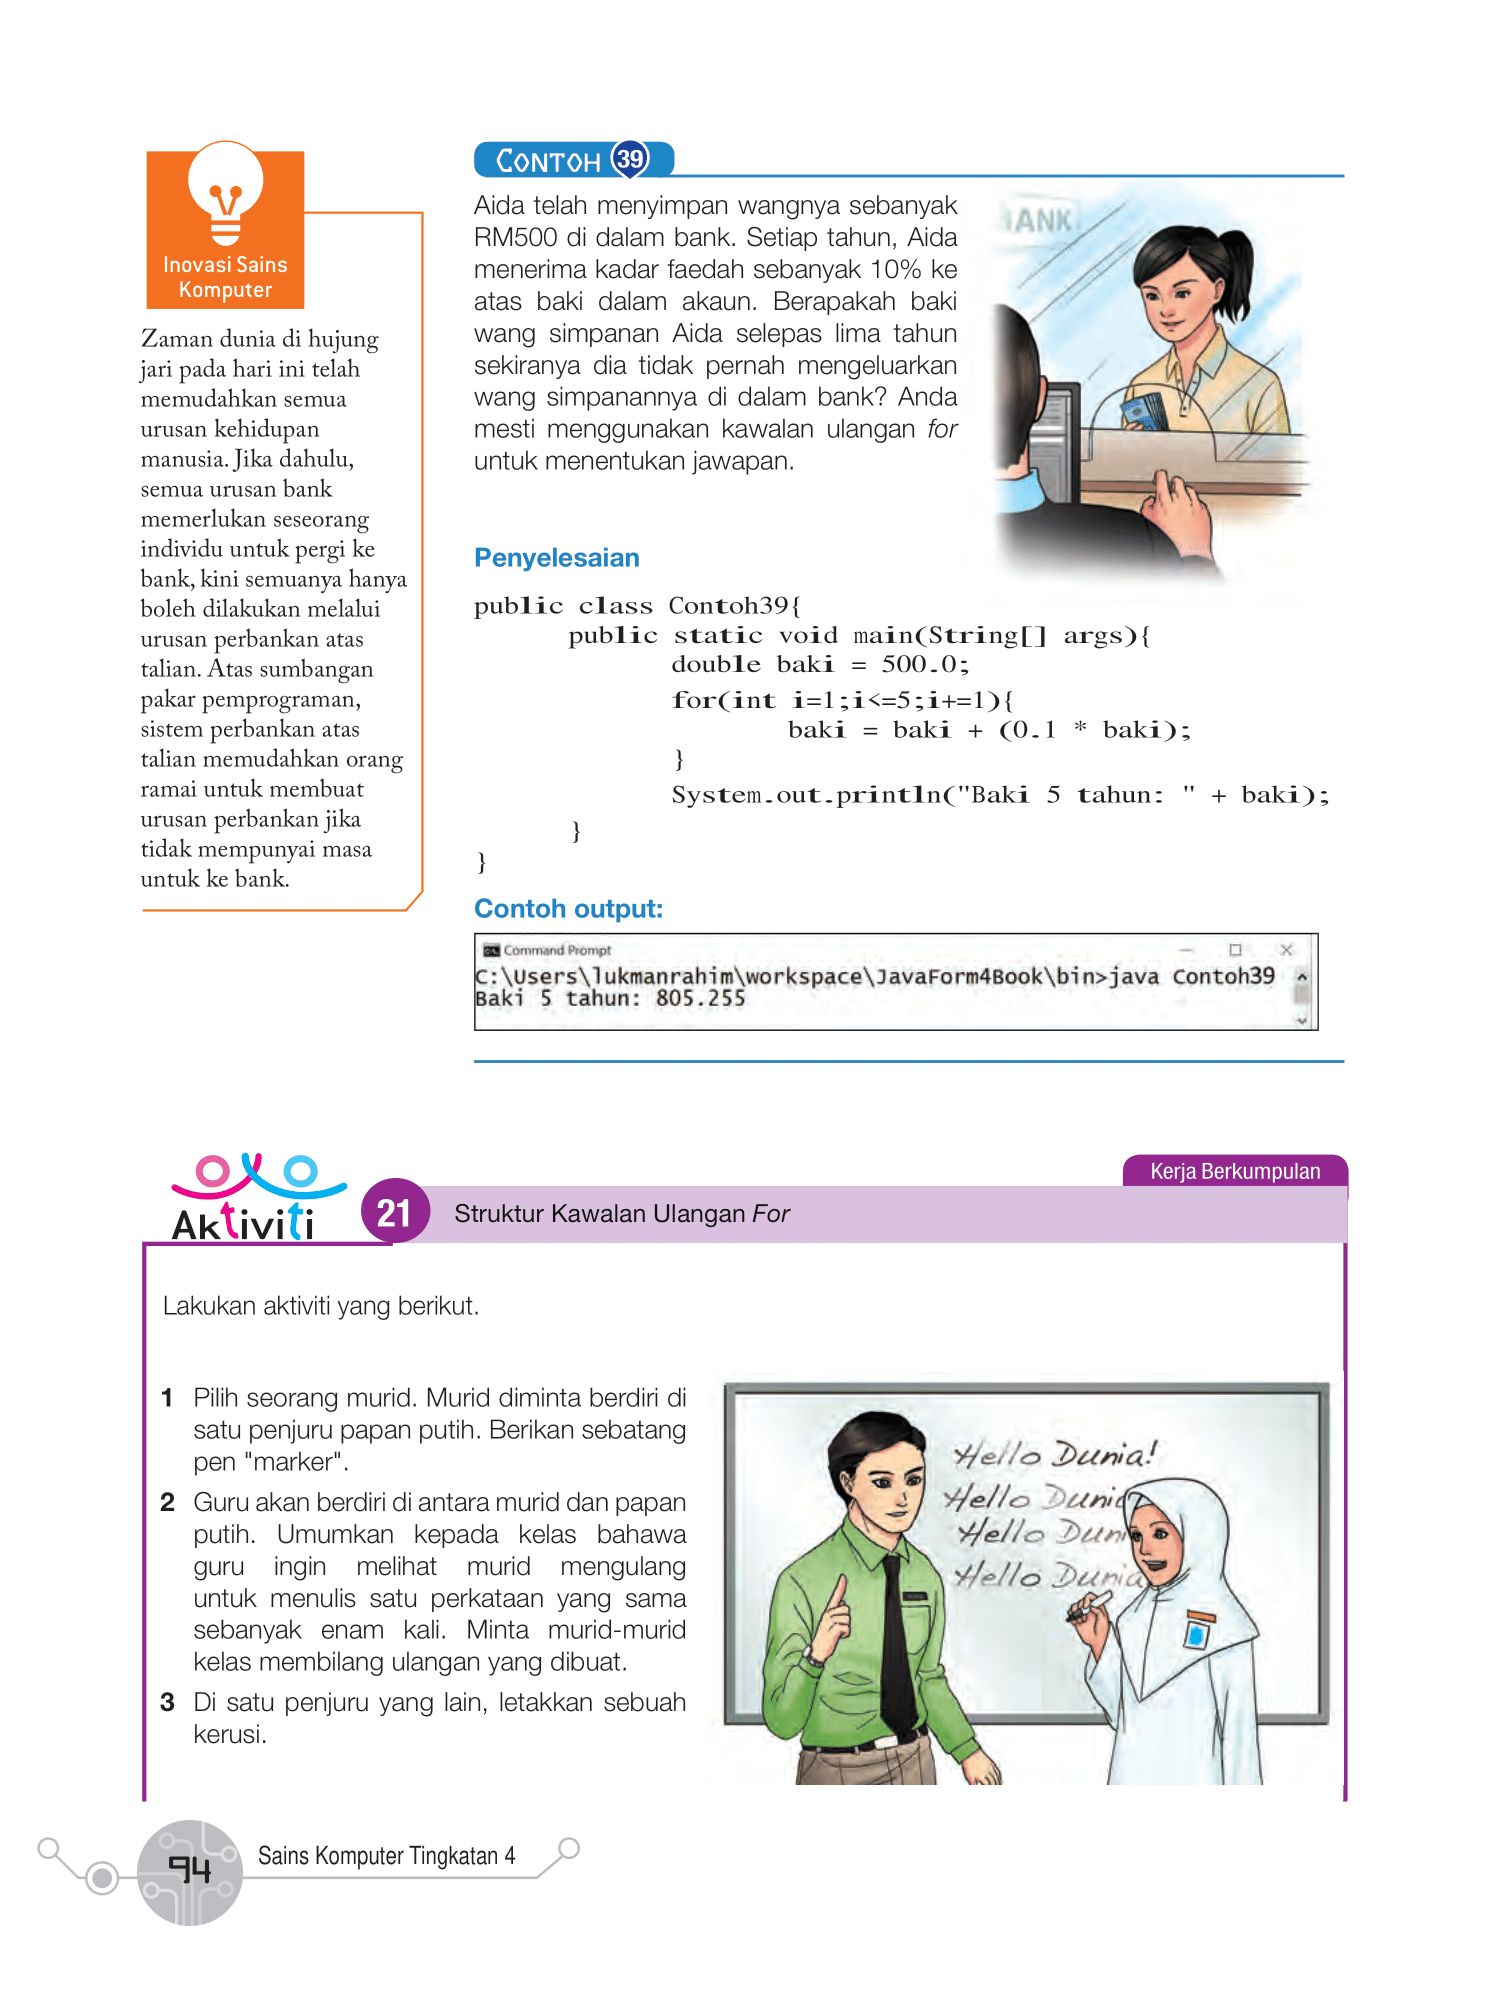 Inovasi Sains
Komputer
Zaman dunia di hujung
jari pada hari ini telah
memudahkan semua
urusan kehidupan
manusia. Jika dahulu,
semua urusan bank
memerlukan seseorang
individu untuk pergi ke
bank, kini semuanya hanya
boleh dilakukan melalui
urusan perbankan atas
talian. Atas sumbangan
pakar pemprograman,
sistem perbankan atas
talian memudahkan orang
ramai untuk membuat
urusan perbankan jika
tidak mempunyai masa
untuk ke bank.
CONTOH 39
Aida telah menyimpan wangnya sebanyak
RM500 di dalam bank. Setiap tahun, Aida
menerima kadar faedah sebanyak 10% ke
atas baki dalam akaun. Berapakah baki
wang simpanan Aida selepas lima tahun
sekiranya dia tidak pernah mengeluarkan
wang simpanannya di dalam bank? Anda
mesti menggunakan kawalan ulangan for
untuk menentukan jawapan.
BANK
Penyelesaian
public class Contoh39{
public static void main(String[] args){
double baki = 500.0;
for(int i=1;i<=5;i+=1){
baki = baki + (0.1 * baki);
}
System.out.println("Baki 5 tahun: " + baki);
}
}
Contoh output:
Command Prompt
C:\Users\lukmanrahim\workspace\JavaForm4Book\bin>java Contoh39
Baki 5 tahun: 805.255
Kerja Berkumpulan
Aktiviti 21 Struktur Kawalan Ulangan For
Lakukan aktiviti yang berikut.
1 Pilih seorang murid. Murid diminta berdiri di
satu penjuru papan putih. Berikan sebatang
pen "marker".
2 Guru akan berdiri di antara murid dan papan
putih. Umumkan kepada kelas bahawa
guru ingin melihat murid mengulang
untuk menulis satu perkataan yang sama
sebanyak enam kali. Minta murid-murid
kelas membilang ulangan yang dibuat.
3 Di satu penjuru yang lain, letakkan sebuah
kerusi.
Hello Dunia!
Hello Dunia
Hello Duni
Hello Dunia
94 Sains Komputer Tingkatan 4